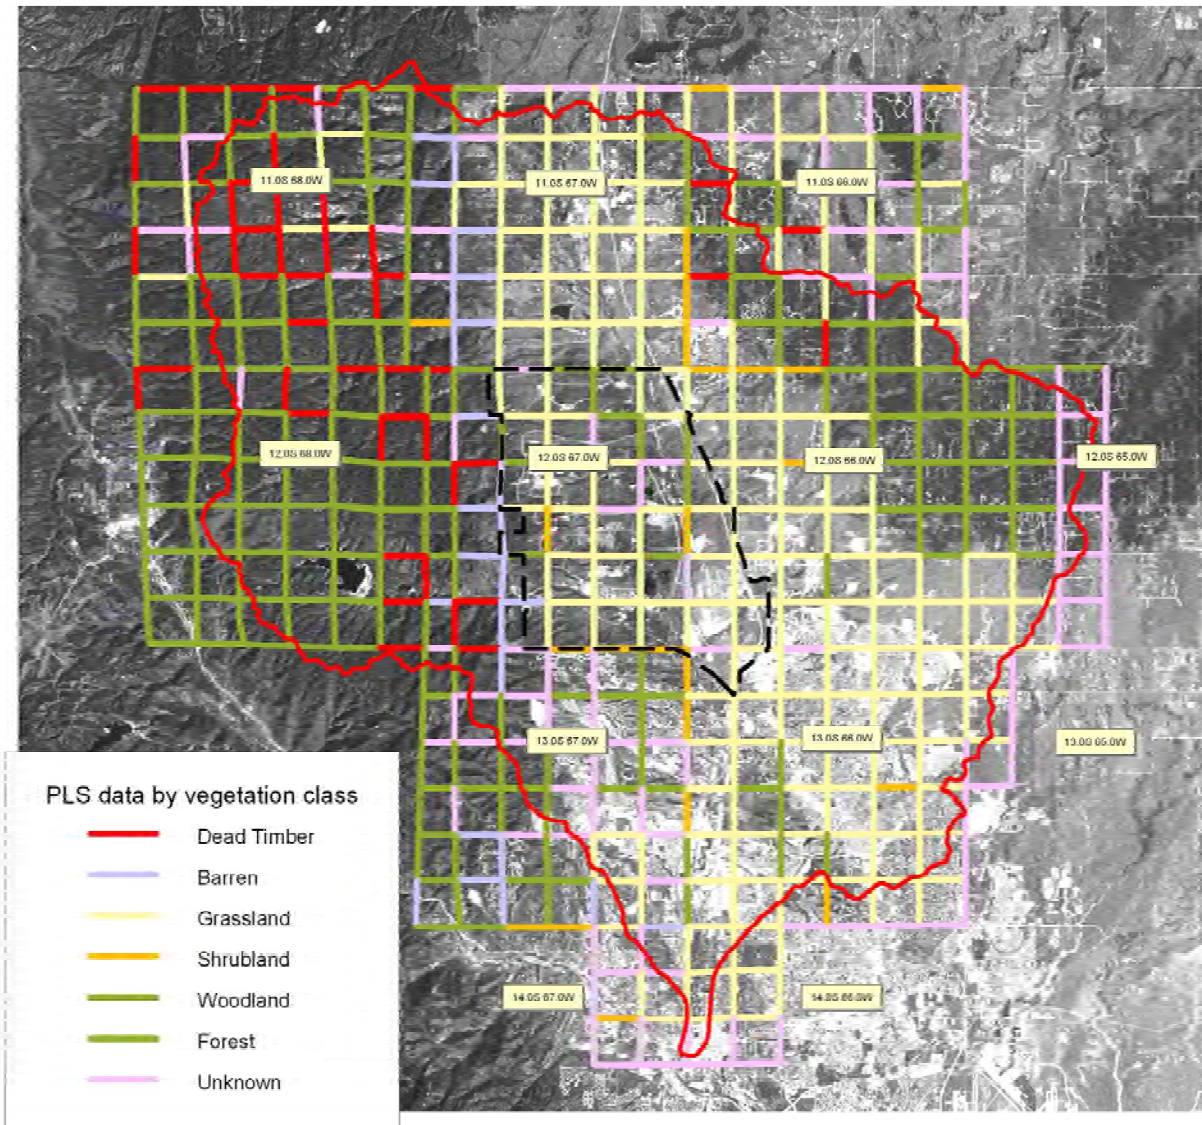 11.0S 68.0W
11.0S 67.0W
11.0S 66.0W
12.0S 68.0W
12.0S 67.0W
12.0S 66.0W
12.0S 65.0W
13.0S 67.0W
13.0S 66.0W
13.0S 65.0W
14.0S 67.0W
14.0S 66.0W
PLS data by vegetation class
Dead Timber
Barren
Grassland
Shrubland
Woodland
Forest
Unknown